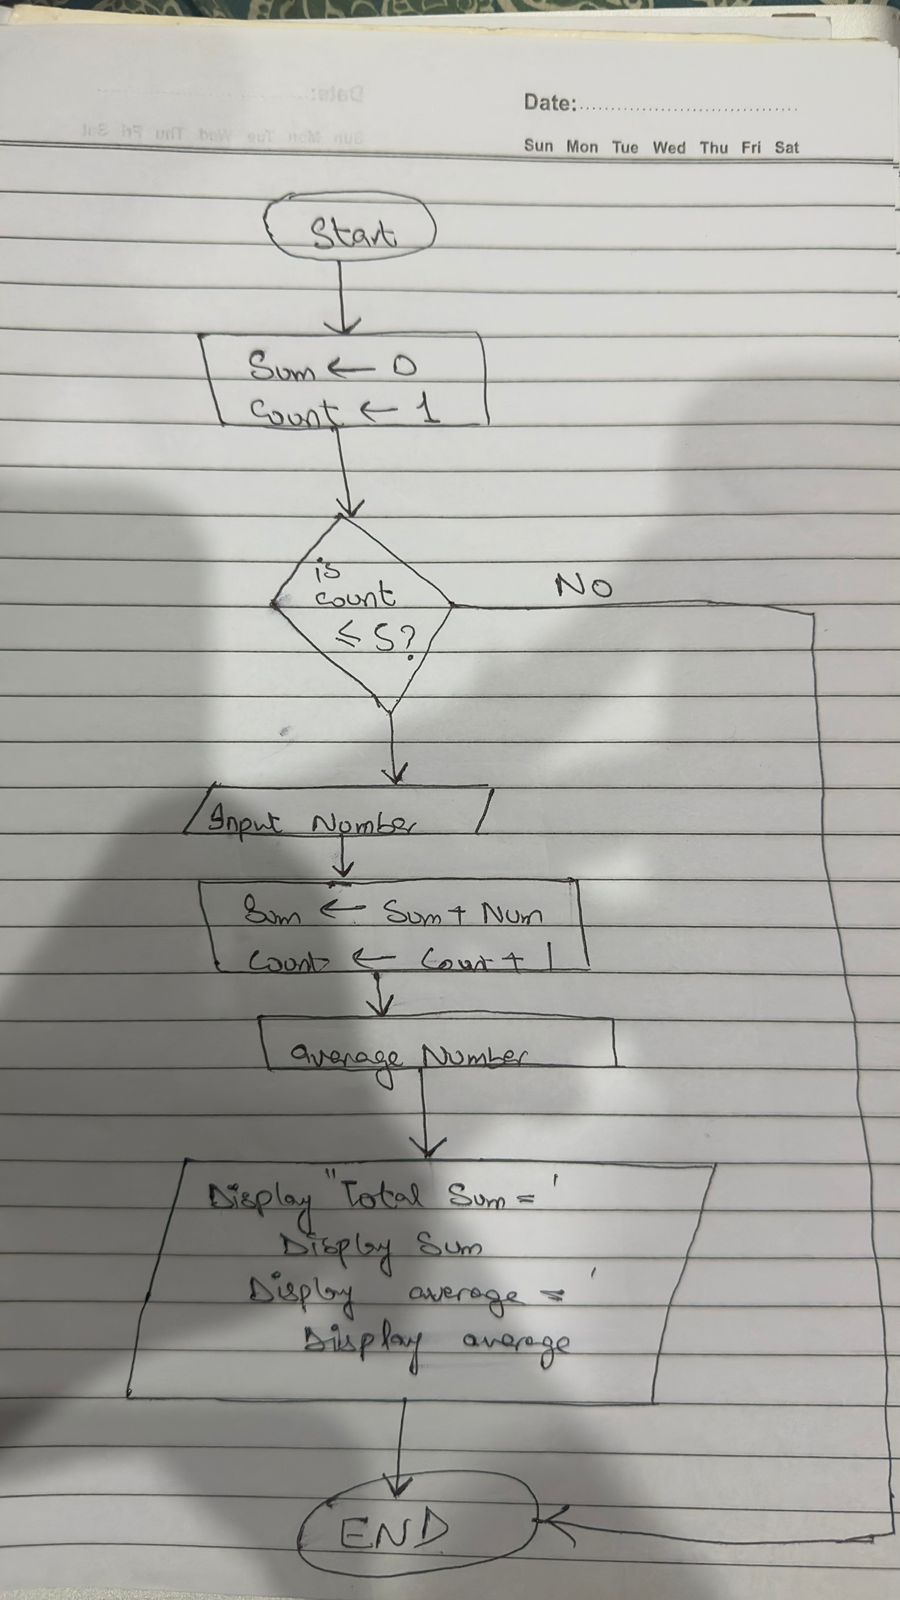 Date:
Sun Mon Tue Wed Thu Fri Sat
Start
Sum ← 0
Count ← 1
is
count
≤ 5?
No
Input Number
Sum ← Sum + Num
Count ← Count + 1
average Number
Display "Total Sum = '
Display Sum
Display average = '
Display average
END